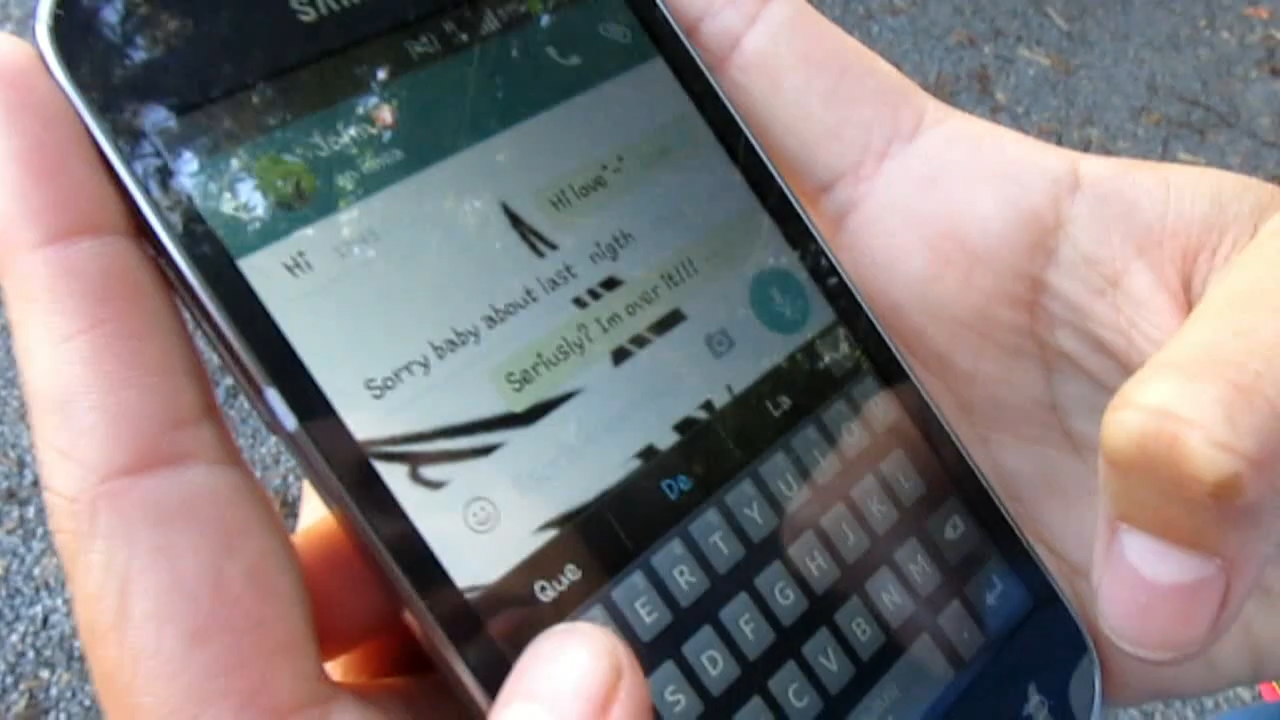 Hi love
Hi
Sorry baby about last nigth
Seriusly? Im over it!!!
Que
De
La
E R T Y U I O
S D F G H J K L
C V B N M